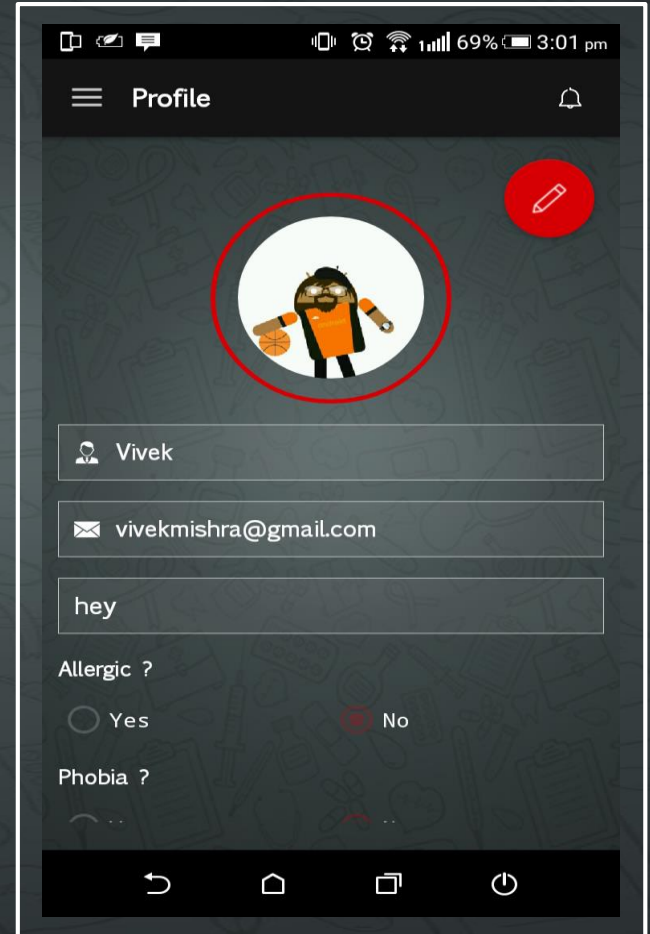 69% 3:01 pm
Profile
Vivek
vivekmishra@gmail.com
hey
Allergic ?
Yes No
Phobia ?